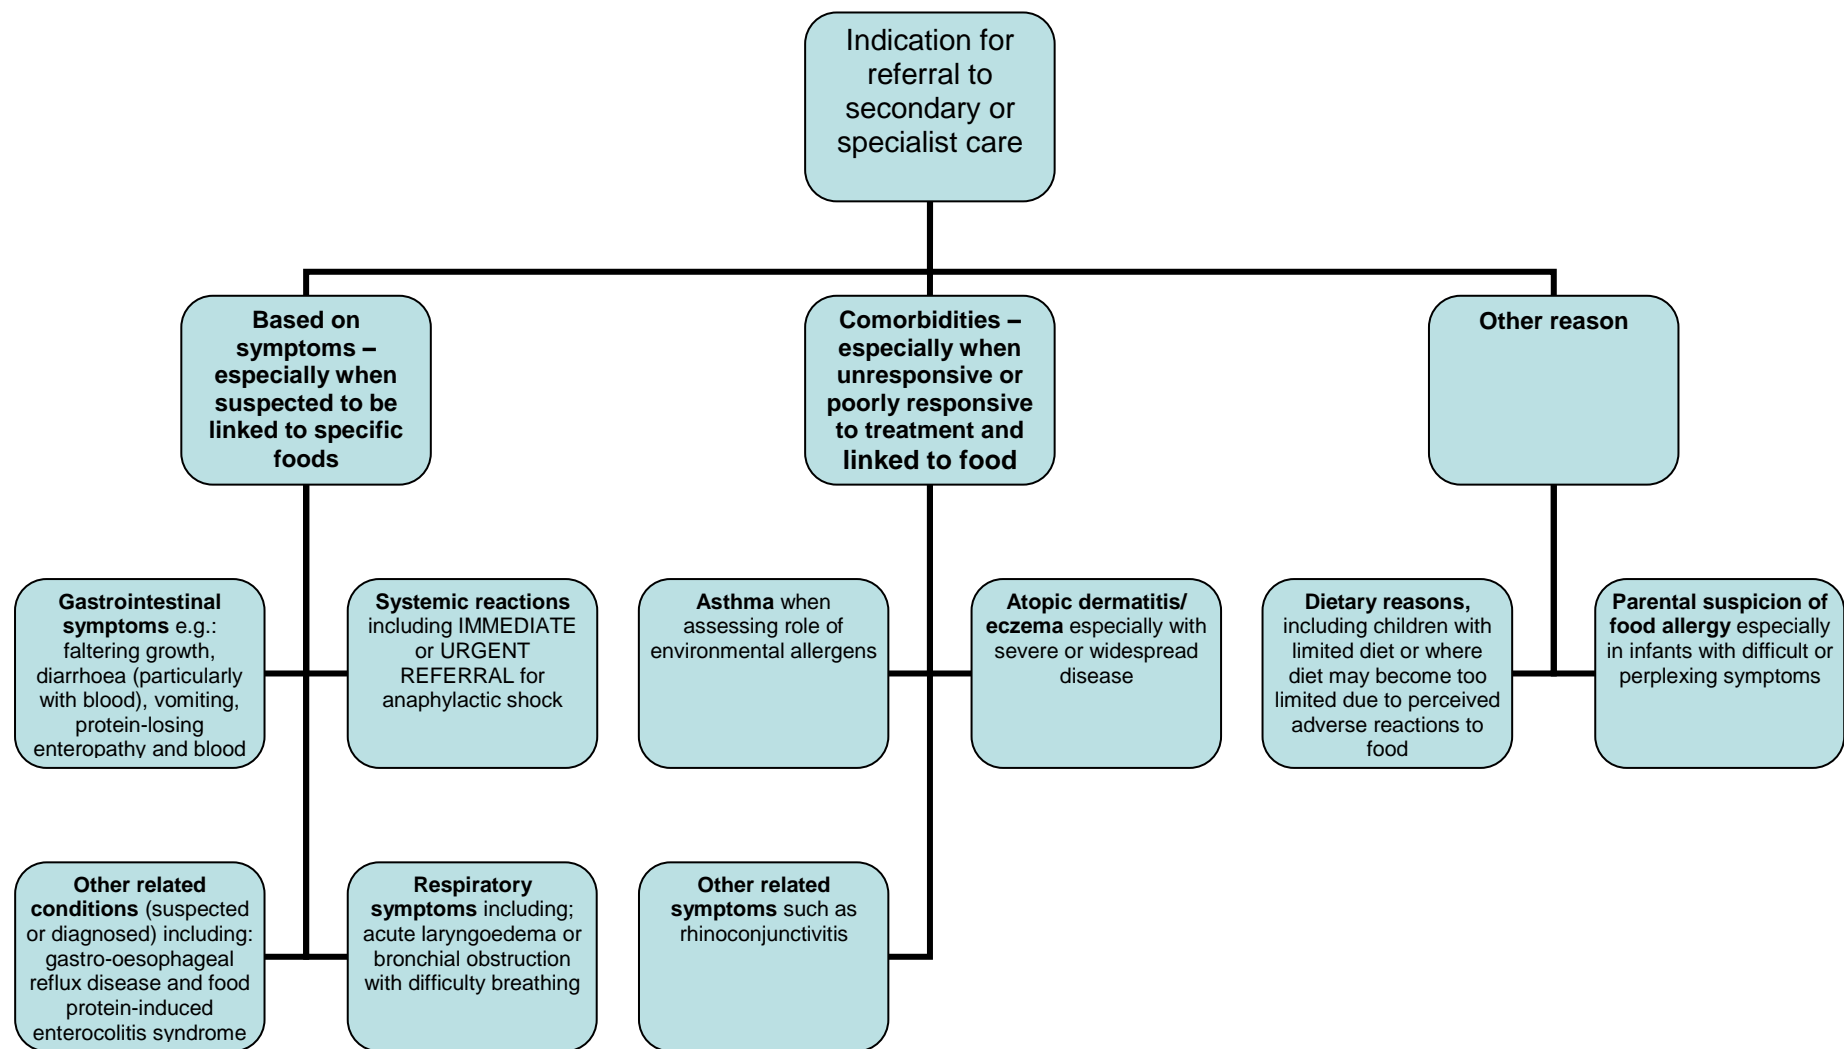 Indication for
referral to
secondary or
specialist care
Based on
symptoms –
especially when
suspected to be
linked to specific
foods
Comorbidities –
especially when
unresponsive or
poorly responsive
to treatment and
linked to food
Other reason
Gastrointestinal
symptoms e.g.:
faltering growth,
diarrhoea (particularly
with blood), vomiting,
protein-losing
enteropathy and blood
Systemic reactions
including IMMEDIATE
or URGENT
REFERRAL for
anaphylactic shock
Asthma when
assessing role of
environmental allergens
Atopic dermatitis/
eczema especially with
severe or widespread
disease
Dietary reasons,
including children with
limited diet or where
diet may become too
limited due to perceived
adverse reactions to
food
Parental suspicion of
food allergy especially
in infants with difficult or
perplexing symptoms
Other related
conditions (suspected
or diagnosed) including:
gastro-oesophageal
reflux disease and food
protein-induced
enterocolitis syndrome
Respiratory
symptoms including;
acute laryngoedema or
bronchial obstruction
with difficulty breathing
Other related
symptoms such as
rhinoconjunctivitis